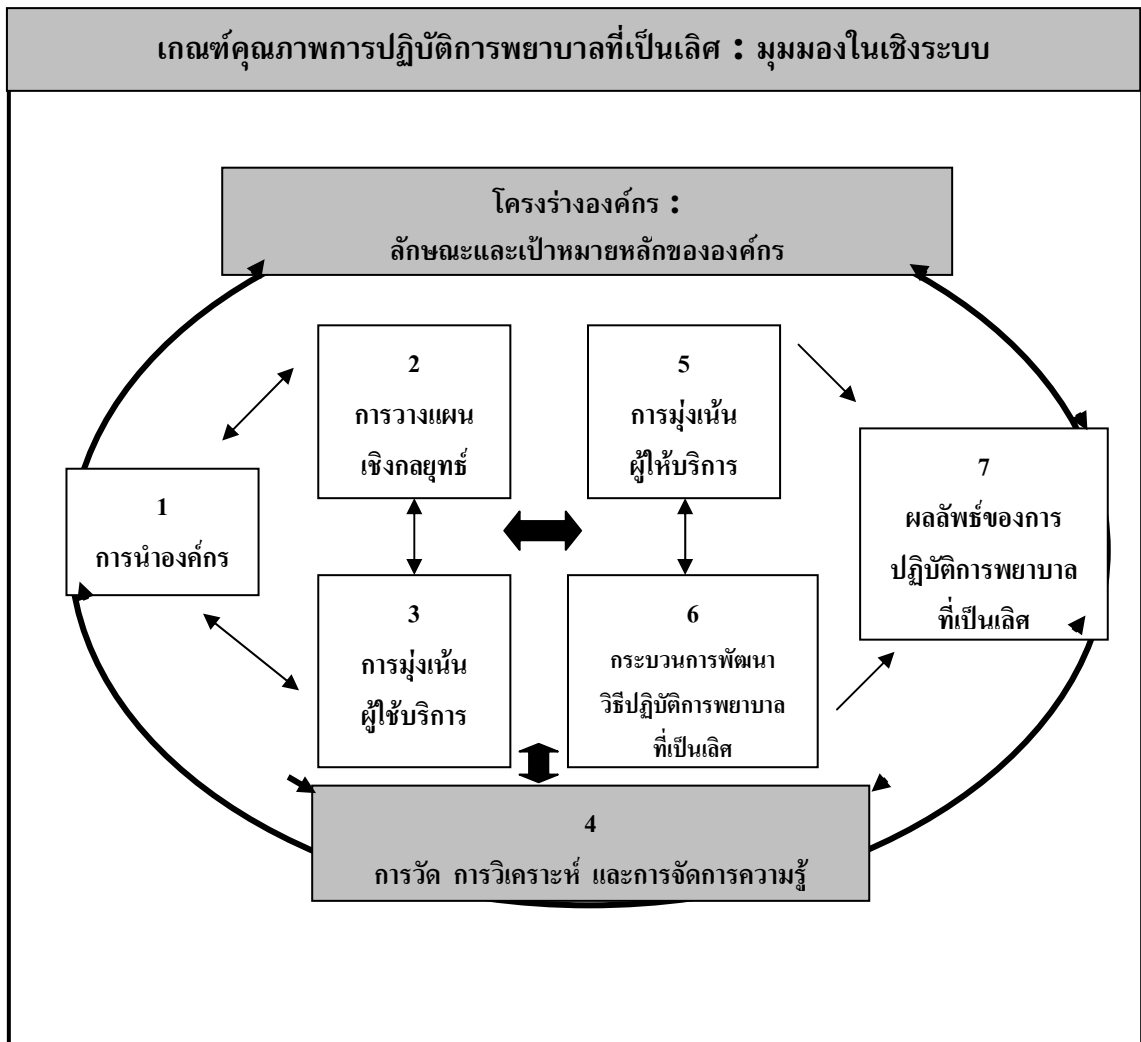 เกณฑ์คุณภาพการปฏิบัติการพยาบาลที่เป็นเลิศ : มุมมองในเชิงระบบ
โครงร่างองค์กร :
ลักษณะและเป้าหมายหลักขององค์กร
1
การนำองค์กร
2
การวางแผน
เชิงกลยุทธ์
3
การมุ่งเน้น
ผู้ใช้บริการ
5
การมุ่งเน้น
ผู้ให้บริการ
6
กระบวนการพัฒนา
วิธีปฏิบัติการพยาบาล
ที่เป็นเลิศ
7
ผลลัพธ์ของการ
ปฏิบัติการพยาบาล
ที่เป็นเลิศ
4
การวัด การวิเคราะห์ และการจัดการความรู้